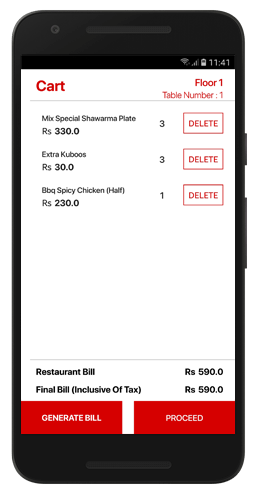 11:41
Cart
Floor 1
Table Number : 1
Mix Special Shawarma Plate
Rs 330.0
3
DELETE
Extra Kuboos
Rs 30.0
3
DELETE
Bbq Spicy Chicken (Half)
Rs 230.0
1
DELETE
Restaurant Bill Rs 590.0
Final Bill (Inclusive Of Tax) Rs 590.0
GENERATE BILL
PROCEED